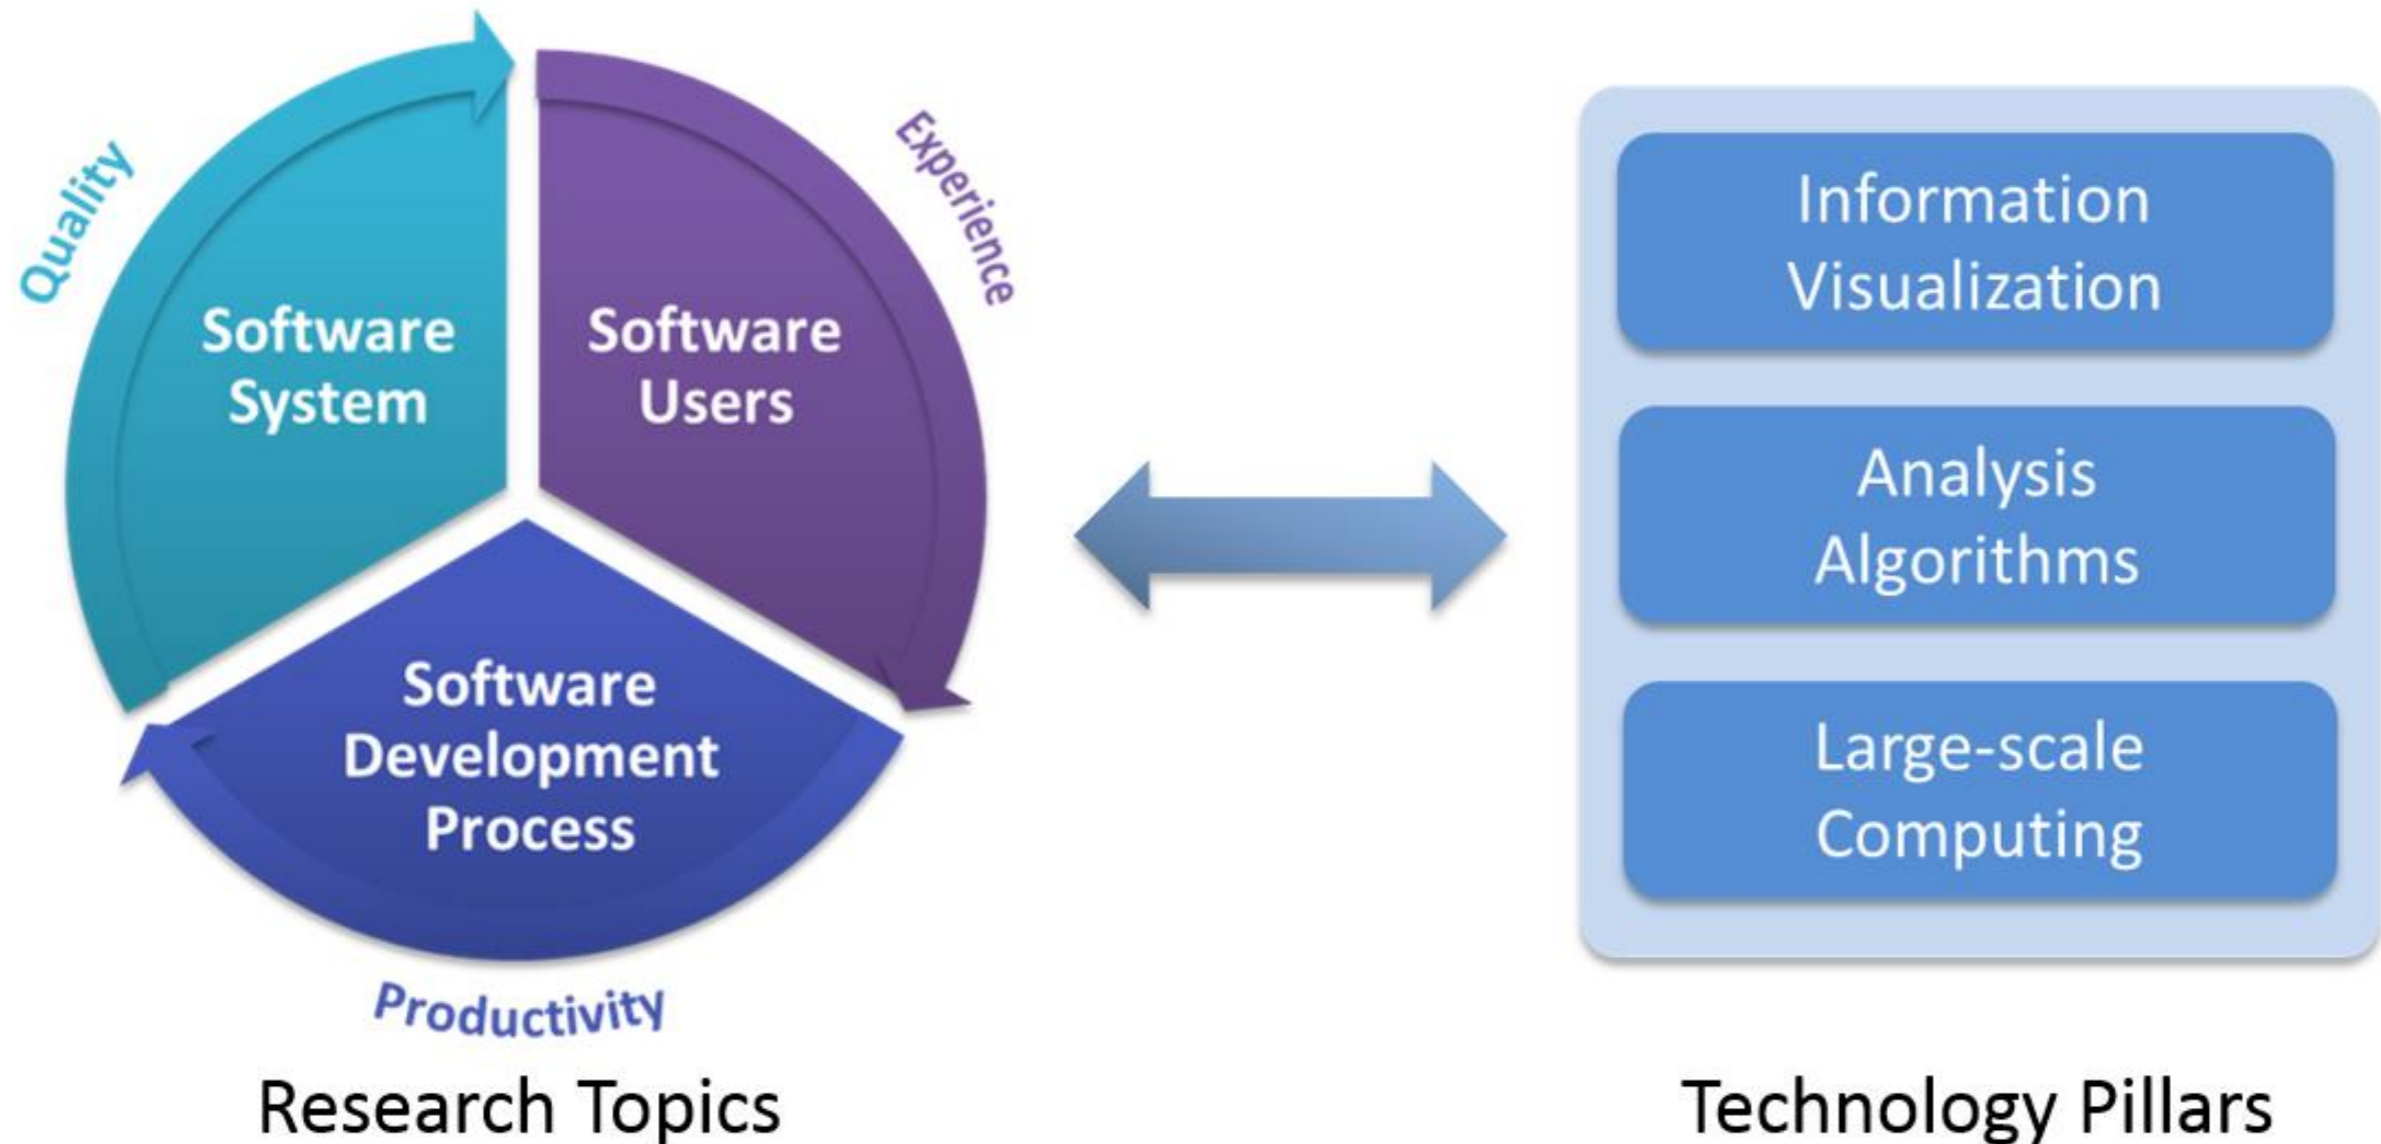 Quality
Experience
Software
System
Software
Users
Software
Development
Process
Productivity
Research Topics
Information
Visualization
Analysis
Algorithms
Large-scale
Computing
Technology Pillars